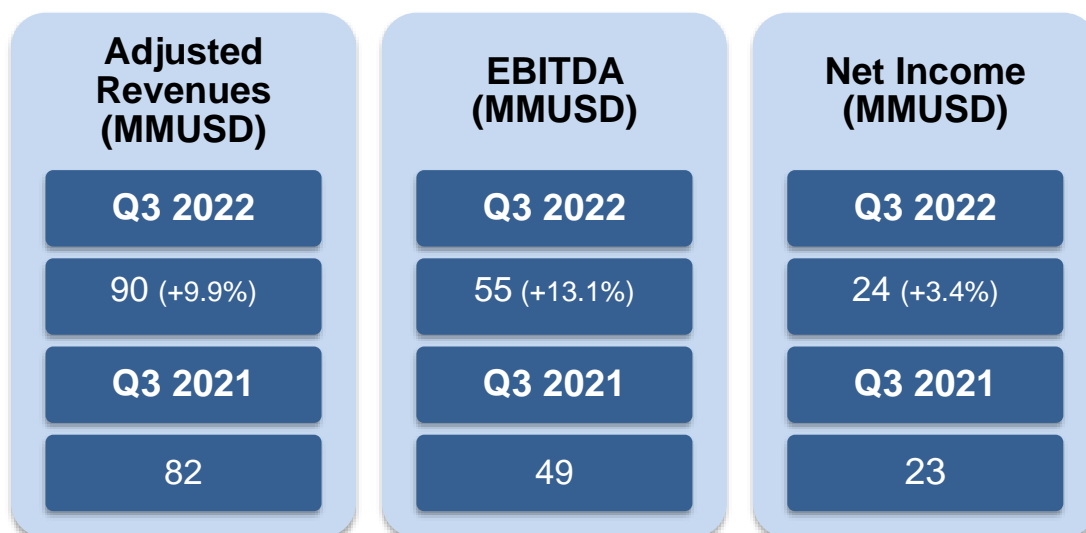 Adjusted
Revenues
(MMUSD)
Q3 2022
90 (+9.9%)
Q3 2021
82
EBITDA
(MMUSD)
Q3 2022
55 (+13.1%)
Q3 2021
49
Net Income
(MMUSD)
Q3 2022
24 (+3.4%)
Q3 2021
23